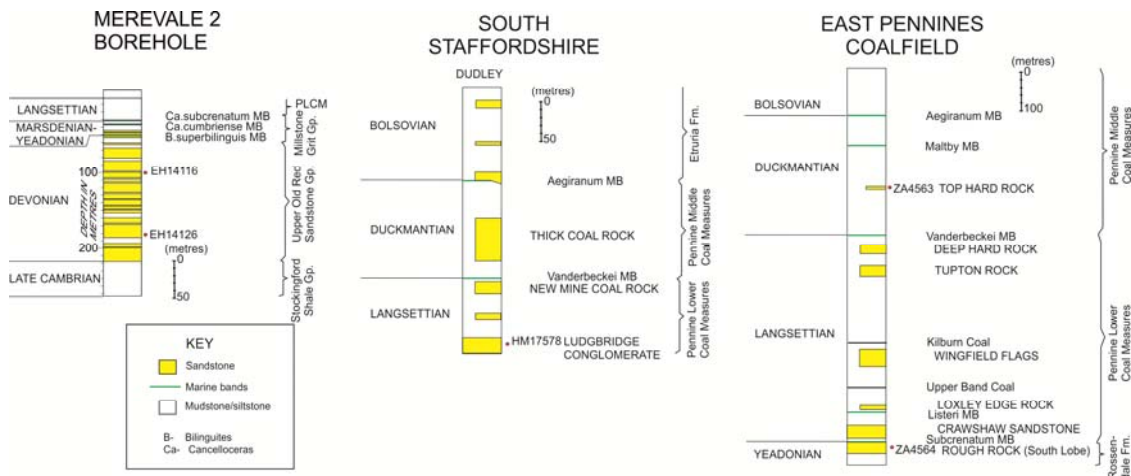 MEREVALE 2
BOREHOLE
LANGSETTIAN
MARSDENIAN-
YEADONIAN
DEVONIAN
LATE CAMBRIAN
100
200
DEPTH IN
METRES
PLCM
Ca.subcrenatum MB
Ca.cumbriense MB
B.superbilinguis MB
EH14116
EH14126
(metres)
0
50
Millstone
Grit Gp.
Upper Old Red
Sandstone Gp.
Stockingford
Shale Gp.
KEY
Sandstone
Marine bands
Mudstone/siltstone
B- Bilinguites
Ca- Cancelloceras
SOUTH
STAFFORDSHIRE
DUDLEY
(metres)
0
50
BOLSOVIAN
DUCKMANTIAN
LANGSETTIAN
Aegiranum MB
THICK COAL ROCK
Vanderbeckei MB
NEW MINE COAL ROCK
HM17578 LUDGBRIDGE
CONGLOMERATE
Etruria Fm.
Pennine Middle
Coal Measures
Pennine Lower
Coal Measures
EAST PENNINES
COALFIELD
(metres)
0
100
BOLSOVIAN
DUCKMANTIAN
LANGSETTIAN
YEADONIAN
Aegiranum MB
Maltby MB
ZA4563 TOP HARD ROCK
Vanderbeckei MB
DEEP HARD ROCK
TUPTON ROCK
Kilburn Coal
WINGFIELD FLAGS
Upper Band Coal
LOXLEY EDGE ROCK
Listeri MB
CRAWSHAW SANDSTONE
Subcrenatum MB
ZA4564 ROUGH ROCK (South Lobe)
Pennine Middle
Coal Measures
Pennine Lower
Coal Measures
Rossen-
dale Fm.